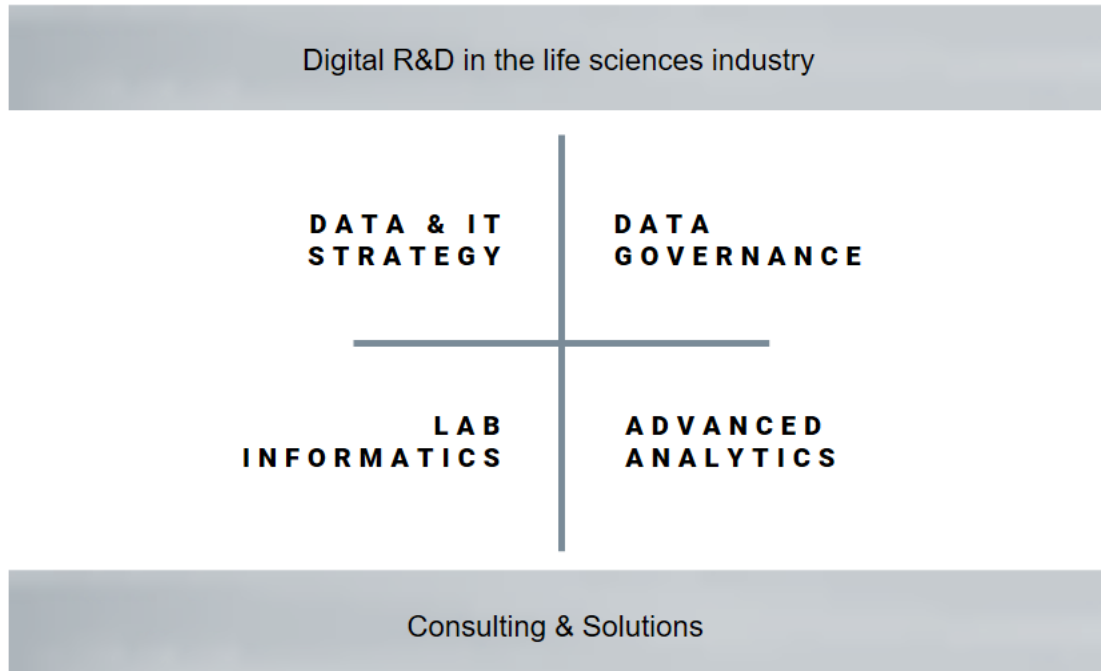 Digital R&D in the life sciences industry
DATA & IT
STRATEGY
DATA
GOVERNANCE
LAB
INFORMATICS
ADVANCED
ANALYTICS
Consulting & Solutions